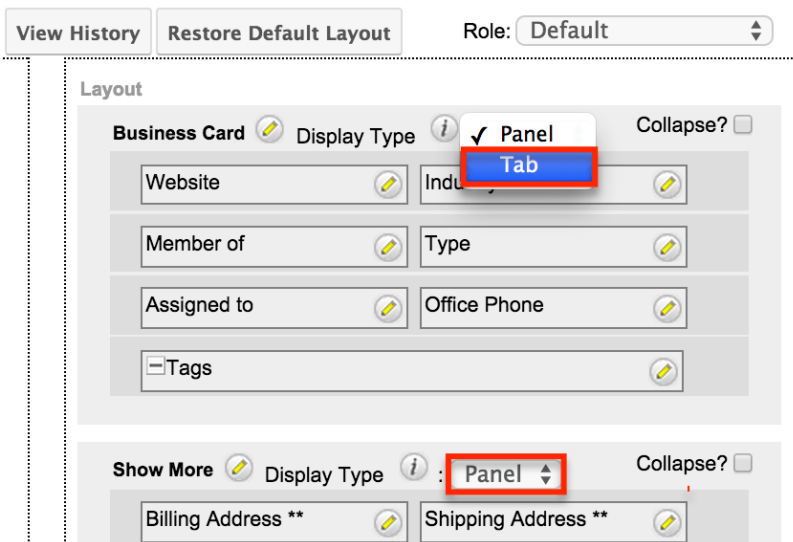 View History Restore Default Layout Role: Default
Layout
Business Card Display Type i ✓ Panel Collapse?
Tab
Website
Member of Type
Assigned to Office Phone
Tags
Show More Display Type i : Panel Collapse?
Billing Address ** Shipping Address **